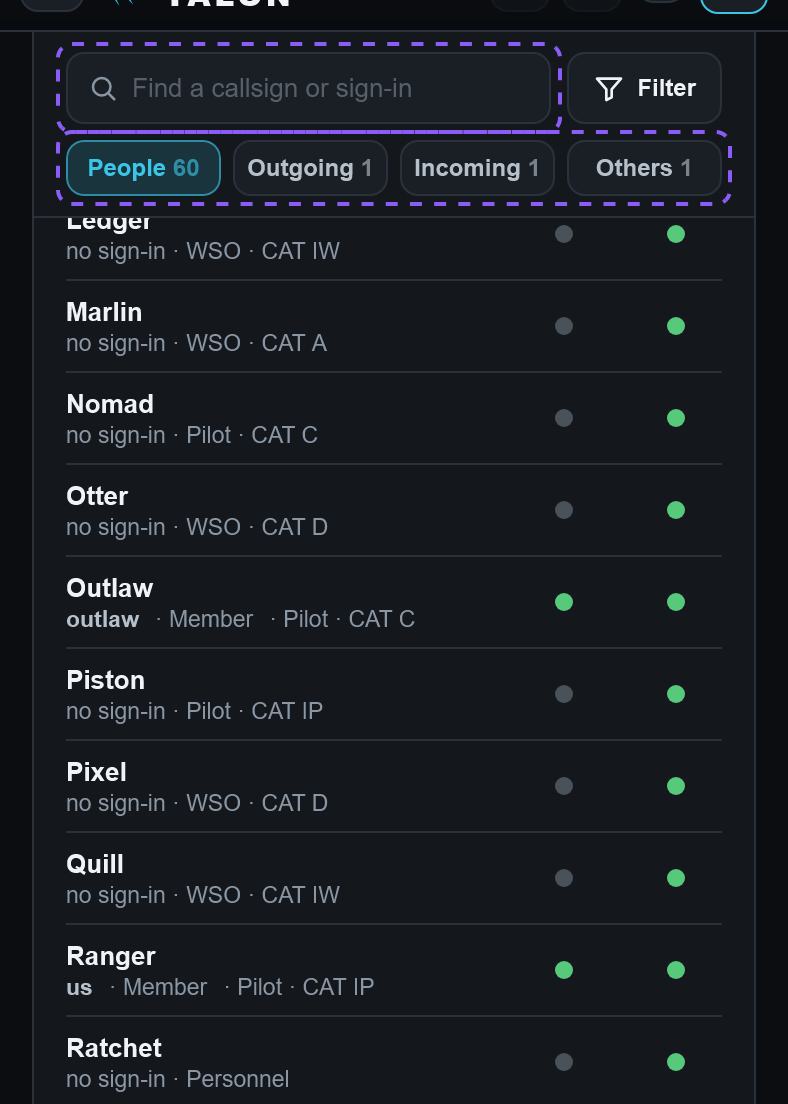 TALON
Find a callsign or sign-in
Filter
People 60
Outgoing 1
Incoming 1
Others 1
Ledger
no sign-in · WSO · CAT IW
Marlin
no sign-in · WSO · CAT A
Nomad
no sign-in · Pilot · CAT C
Otter
no sign-in · WSO · CAT D
Outlaw
outlaw · Member · Pilot · CAT C
Piston
no sign-in · Pilot · CAT IP
Pixel
no sign-in · WSO · CAT D
Quill
no sign-in · WSO · CAT IW
Ranger
us · Member · Pilot · CAT IP
Ratchet
no sign-in · Personnel